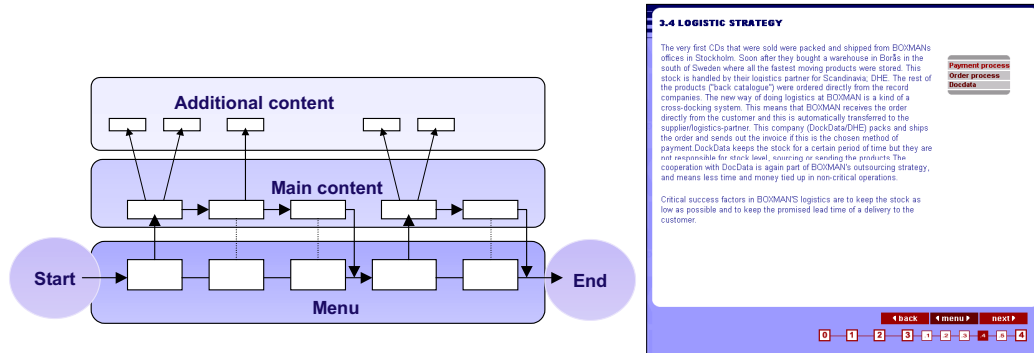 Additional content
Main content
Start
End
Menu
3.4 LOGISTIC STRATEGY
The very first CDs that were sold were packed and shipped from BOXMANs
offices in Stockholm. Soon after they bought a warehouse in Borås in the
south of Sweden where all the fastest moving products were stored. This
stock is handled by their logistics partner for Scandinavia, DHE. The rest of
the products ("back catalogue") were ordered directly from the record
companies. The new way of doing logistics at BOXMAN is a kind of a
cross-docking system. This means that BOXMAN receives the order
directly from the customer and this is automatically transferred to the
supplier/logistics-partner. This company (DockData/DHE) packs and ships
the order and sends out the invoice if this is the chosen method of
payment.DockData keeps the stock for a certain period of time but they are
not responsible for stock level, sourcing or sending the products The
cooperation with DocData is again part of BOXMAN's outsourcing strategy,
and means less time and money tied up in non-critical operations.
Critical success factors in BOXMAN'S logistics are to keep the stock as
low as possible and to keep the promised lead time of a delivery to the
customer.
Payment process
Order process
Docdata
back menu next
0 1 2 3 1 2 3 4 5 4